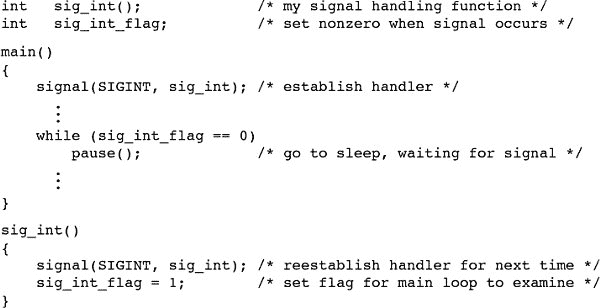 int   sig_int();              /* my signal handling function */
int   sig_int_flag;           /* set nonzero when signal occurs */
main()
{
    signal(SIGINT, sig_int);  /* establish handler */
    ⋮
    while (sig_int_flag == 0)
        pause();              /* go to sleep, waiting for signal */
    ⋮
}
sig_int()
{
    signal(SIGINT, sig_int);  /* reestablish handler for next time */
    sig_int_flag = 1;         /* set flag for main loop to examine */
}